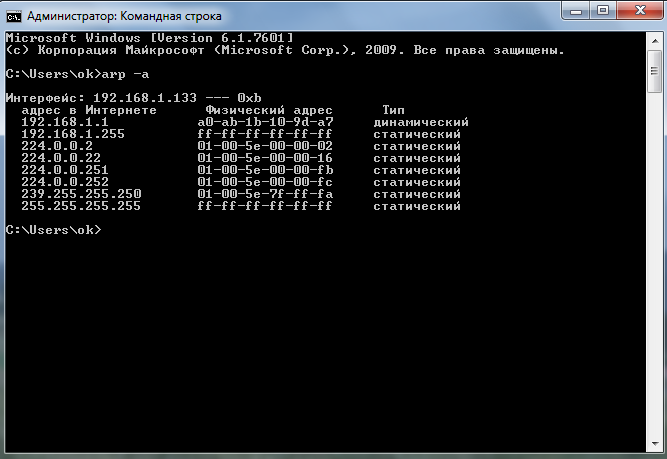 Администратор: Командная строка
Microsoft Windows [Version 6.1.7601]
(c) Корпорация Майкрософт (Microsoft Corp.), 2009. Все права защищены.
C:\Users\ok>arp -a
Интерфейс: 192.168.1.133 --- 0xb
адрес в Интернете Физический адрес Тип
192.168.1.1 a0-ab-1b-10-9d-a7 динамический
192.168.1.255 ff-ff-ff-ff-ff-ff статический
224.0.0.2 01-00-5e-00-00-02 статический
224.0.0.22 01-00-5e-00-00-16 статический
224.0.0.251 01-00-5e-00-00-fb статический
224.0.0.252 01-00-5e-00-00-fc статический
239.255.255.250 01-00-5e-7f-ff-fa статический
255.255.255.255 ff-ff-ff-ff-ff-ff статический
C:\Users\ok>